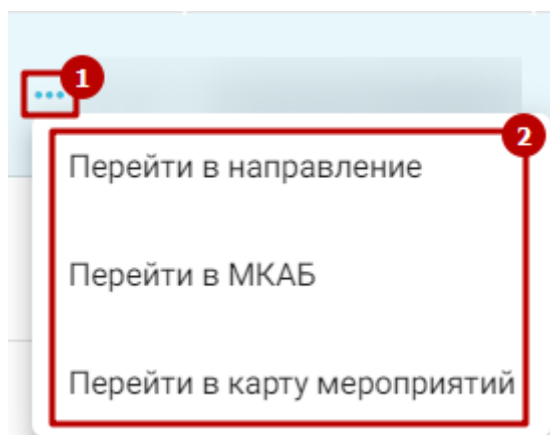 1
2
Перейти в направление
Перейти в МКАБ
Перейти в карту мероприятий